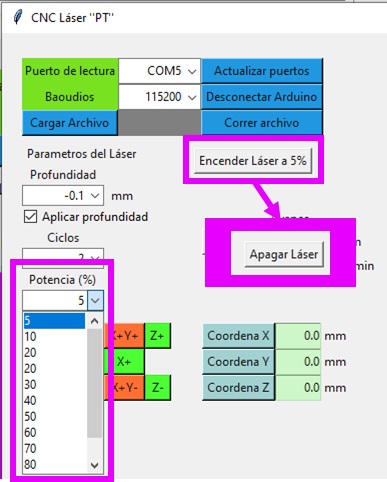 CNC Láser "PT"
Puerto de lectura COM5 Actualizar puertos
Baoudios 115200 Desconectar Arduino
Cargar Archivo Correr archivo
Parametros del Láser Encender Láser a 5%
Profundidad
-0.1 mm
Aplicar profundidad
Ciclos
2 Apagar Láser
Potencia (%)
5
5
10
20
20
30
40
50
60
70
80
X+Y+ Z+ Coordena X 0.0 mm
X+ Coordena Y 0.0 mm
X+Y- Z- Coordena Z 0.0 mm